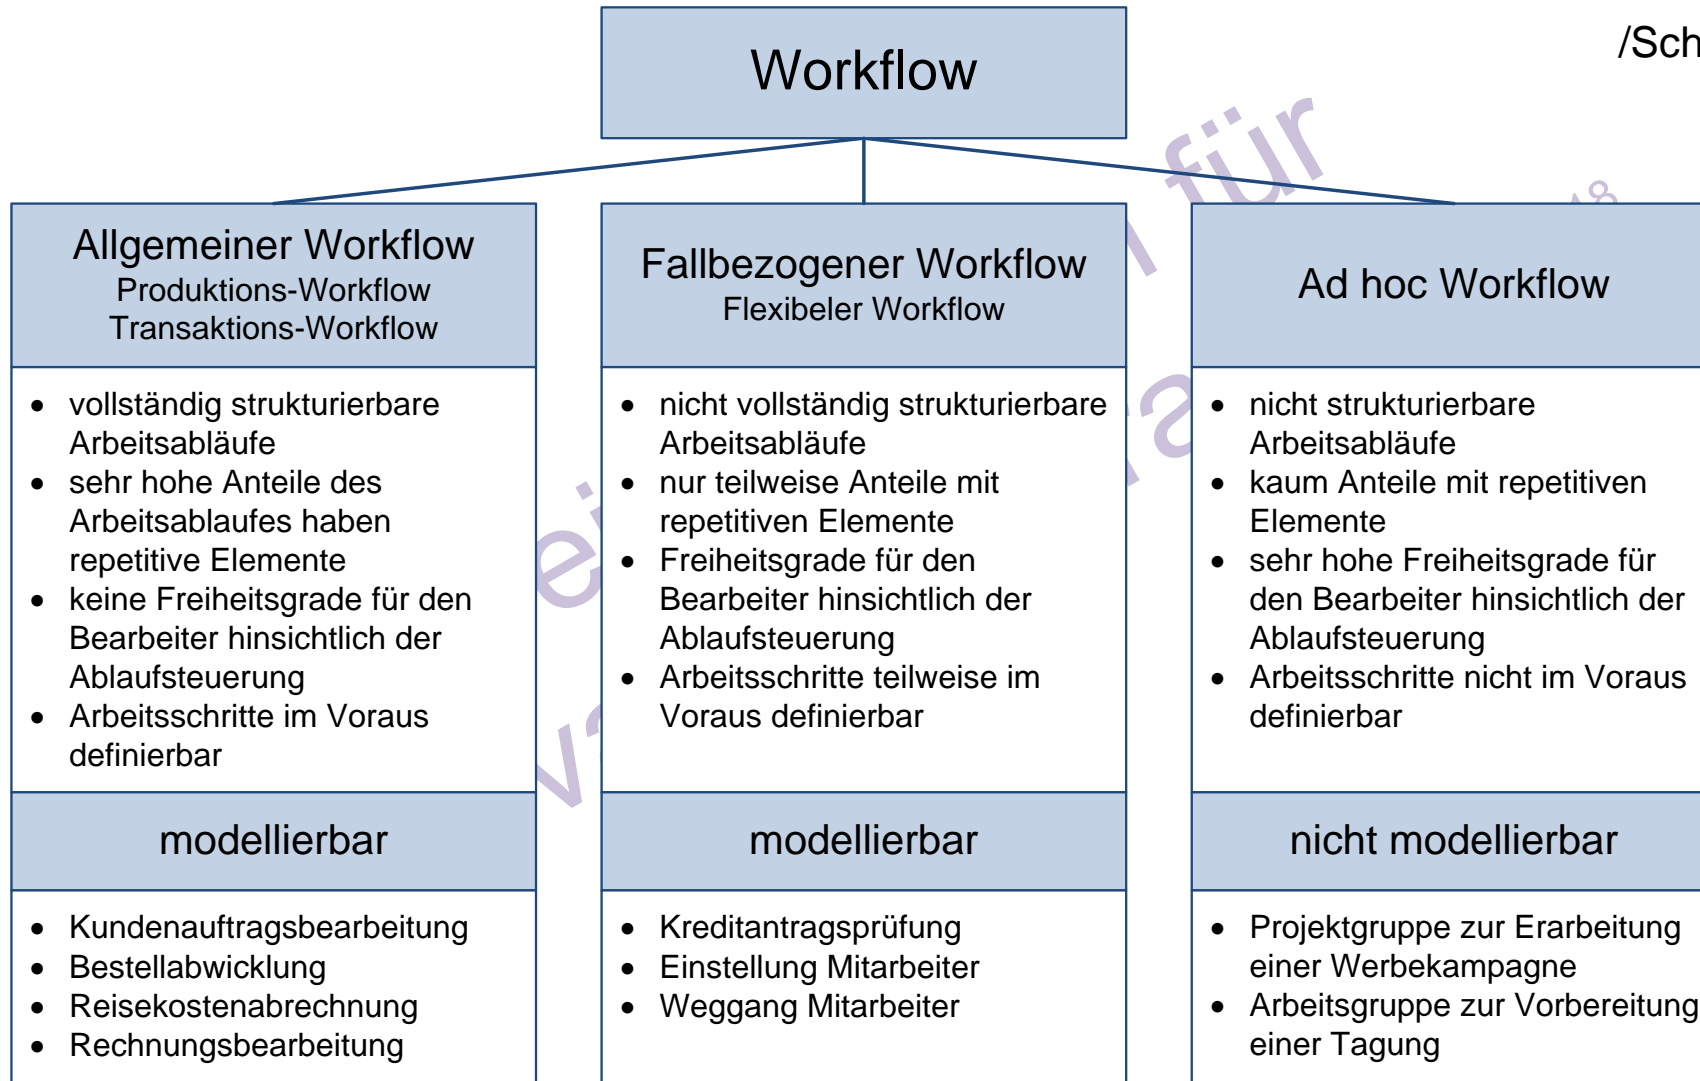 /Sch
Workflow
für
18
Allgemeiner Workflow
Produktions-Workflow
Transaktions-Workflow
• vollständig strukturierbare
Arbeitsabläufe
• sehr hohe Anteile des
Arbeitsablaufes haben
repetitive Elemente
• keine Freiheitsgrade für den
Bearbeiter hinsichtlich der
Ablaufsteuerung
• Arbeitsschritte im Voraus
definierbar
modellierbar
• Kundenauftragsbearbeitung
• Bestellabwicklung
• Reisekostenabrechnung
• Rechnungsbearbeitung
Fallbezogener Workflow
Flexibeler Workflow
• nicht vollständig strukturierbare
Arbeitsabläufe
• nur teilweise Anteile mit
repetitiven Elemente
• Freiheitsgrade für den
Bearbeiter hinsichtlich der
Ablaufsteuerung
• Arbeitsschritte teilweise im
Voraus definierbar
modellierbar
• Kreditantragsprüfung
• Einstellung Mitarbeiter
• Weggang Mitarbeiter
Ad hoc Workflow
• nicht strukturierbare
Arbeitsabläufe
• kaum Anteile mit repetitiven
Elemente
• sehr hohe Freiheitsgrade für
den Bearbeiter hinsichtlich der
Ablaufsteuerung
• Arbeitsschritte nicht im Voraus
definierbar
nicht modellierbar
• Projektgruppe zur Erarbeitung
einer Werbekampagne
• Arbeitsgruppe zur Vorbereitung
einer Tagung